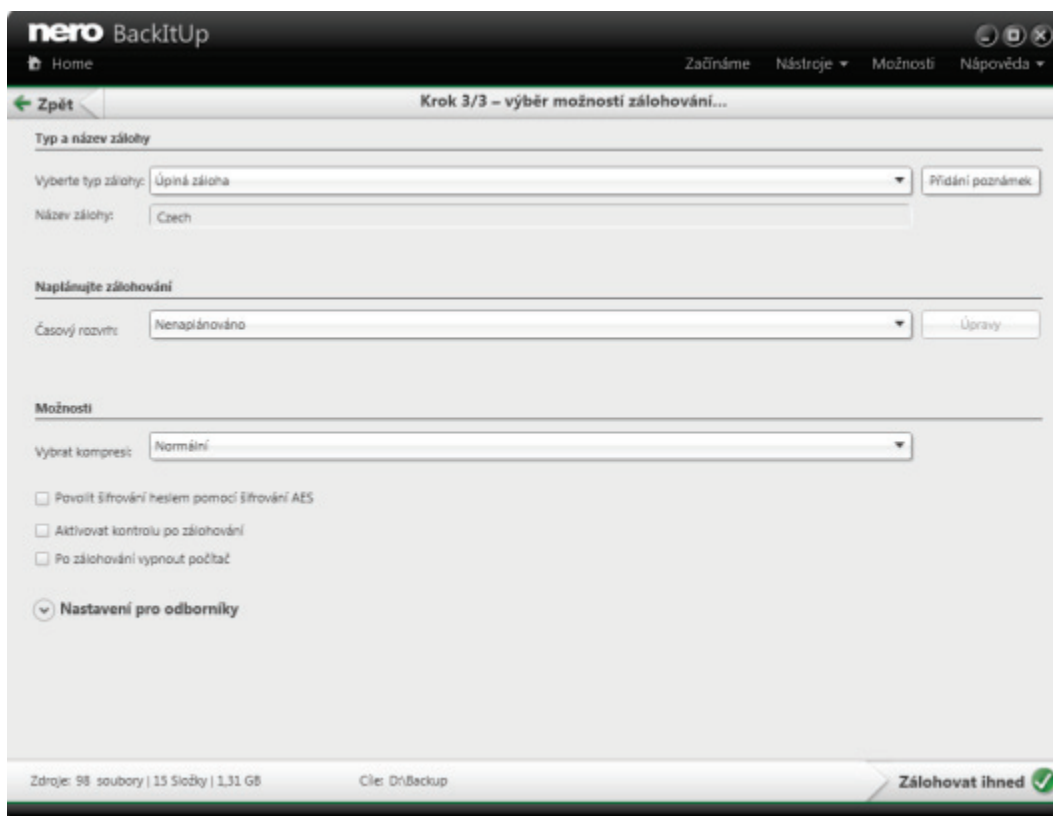 nero BackItUp
Home Začínáme Nástroje Možnosti Nápověda
Zpět Krok 3/3 – výběr možností zálohování...
Typ a název zálohy
Vyberte typ zálohy: Úplná záloha Přidání poznámek
Název zálohy: Czech
Naplánujte zálohování
Časový rozvrh: Nenaplánováno Úpravy
Možnosti
Vybrat kompresi: Normální
Povolit šifrování heslem pomocí šifrování AES
Aktivovat kontrolu po zálohování
Po zálohování vypnout počítač
Nastavení pro odborníky
Zdroje: 98 soubory | 15 Složky | 1,31 GB Cíle: D:\Backup Zálohovat ihned